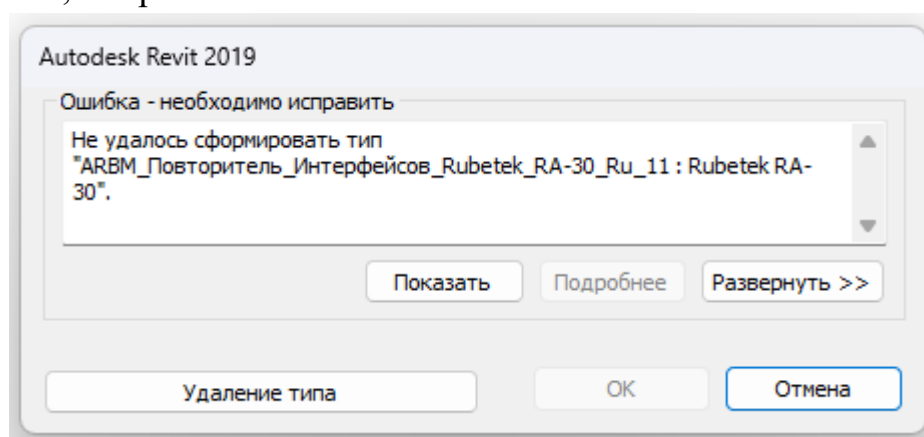 Autodesk Revit 2019
Ошибка - необходимо исправить
Не удалось сформировать тип
"ARBM_Повторитель_Интерфейсов_Rubetek_RA-30_Ru_11 : Rubetek RA-
30".
Показать Подробнее Развернуть >>
Удаление типа ОК Отмена